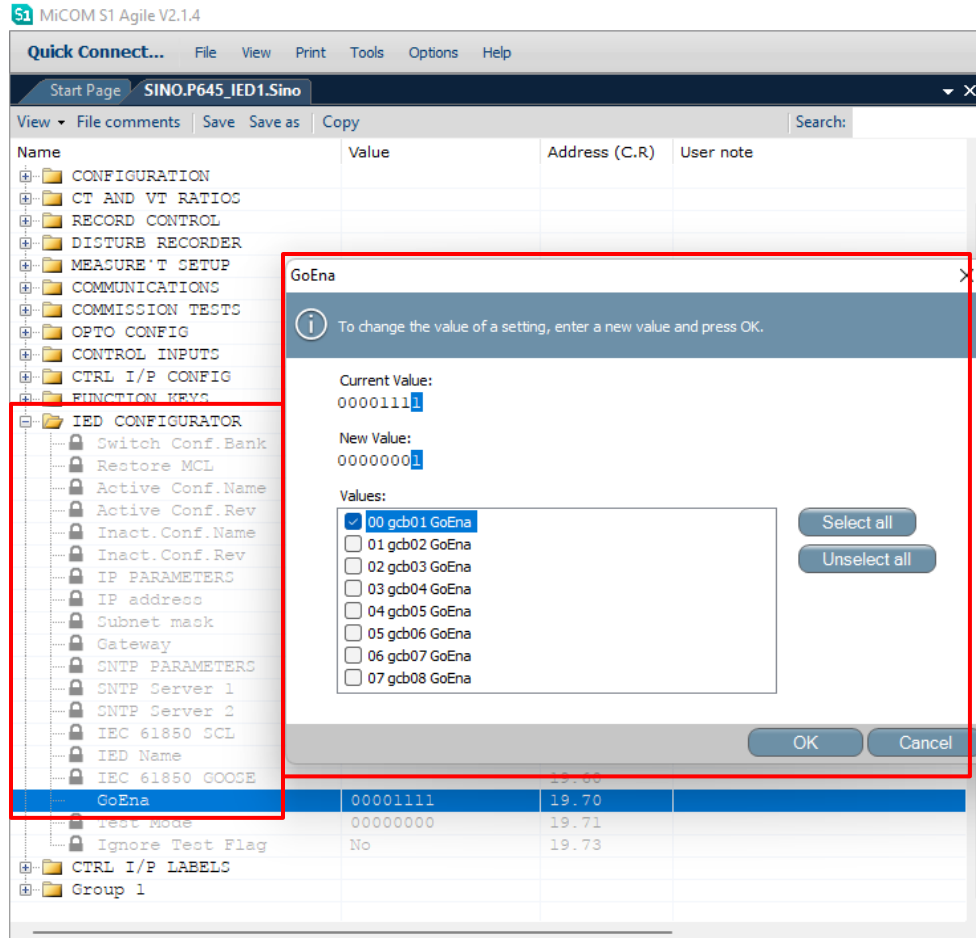 S1 MiCOM S1 Agile V2.1.4
Quick Connect... File View Print Tools Options Help
Start Page SINO.P645_IED1.Sino
View File comments Save Save as Copy Search:
Name Value Address (C.R) User note
CONFIGURATION
CT AND VT RATIOS
RECORD CONTROL
DISTURB RECORDER
MEASURE'T SETUP
COMMUNICATIONS
COMMISSION TESTS
OPTO CONFIG
CONTROL INPUTS
CTRL I/P CONFIG
FUNCTION KEYS
IED CONFIGURATOR
Switch Conf.Bank
Restore MCL
Active Conf.Name
Active Conf.Rev
Inact.Conf.Name
Inact.Conf.Rev
IP PARAMETERS
IP address
Subnet mask
Gateway
SNTP PARAMETERS
SNTP Server 1
SNTP Server 2
IEC 61850 SCL
IED Name
IEC 61850 GOOSE 19.60
GoEna 00001111 19.70
Test Mode 00000000 19.71
Ignore Test Flag No 19.73
CTRL I/P LABELS
Group 1
GoEna
To change the value of a setting, enter a new value and press OK.
Current Value:
00001111
New Value:
00000001
Values:
00 gcb01 GoEna
01 gcb02 GoEna
02 gcb03 GoEna
03 gcb04 GoEna
04 gcb05 GoEna
05 gcb06 GoEna
06 gcb07 GoEna
07 gcb08 GoEna
Select all
Unselect all
OK Cancel